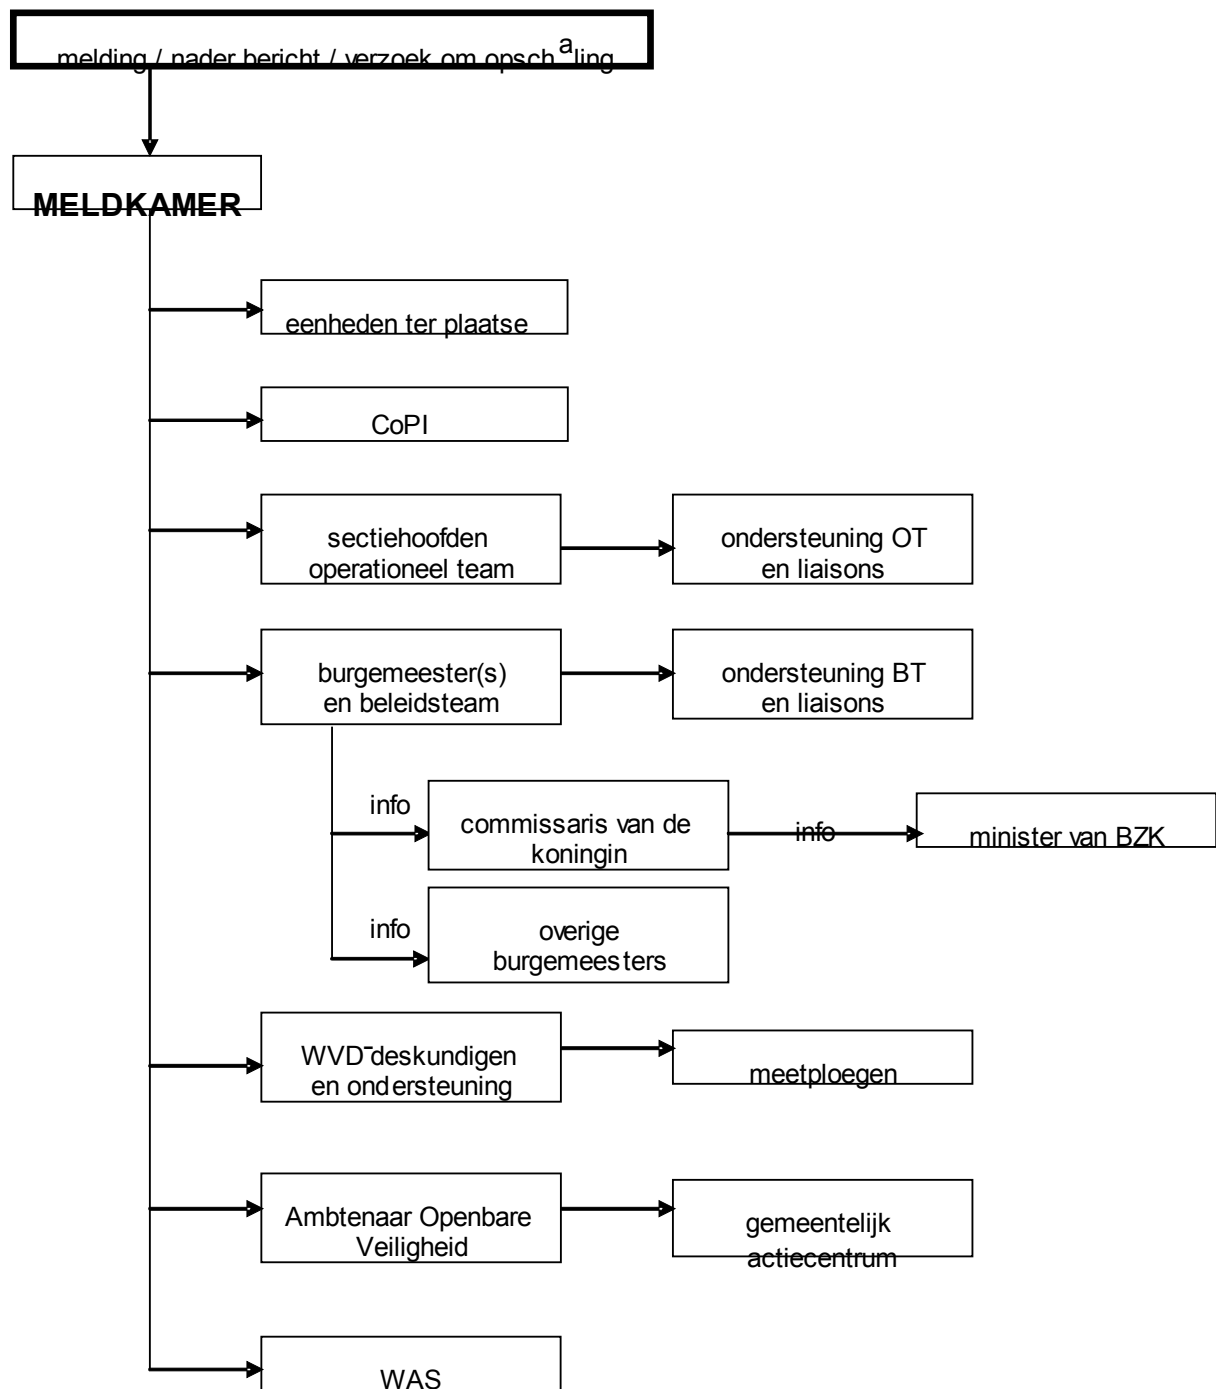 melding / nader bericht / verzoek om opschaling
MELDKAMER
eenheden ter plaatse
CoPI
sectiehoofden
operationeel team
ondersteuning OT
en liaisons
burgemeester(s)
en beleidsteam
ondersteuning BT
en liaisons
info
commissaris van de
koningin
info
minister van BZK
info
overige
burgemeesters
WVD-deskundigen
en ondersteuning
meetploegen
Ambtenaar Openbare
Veiligheid
gemeentelijk
actiecentrum
WAS